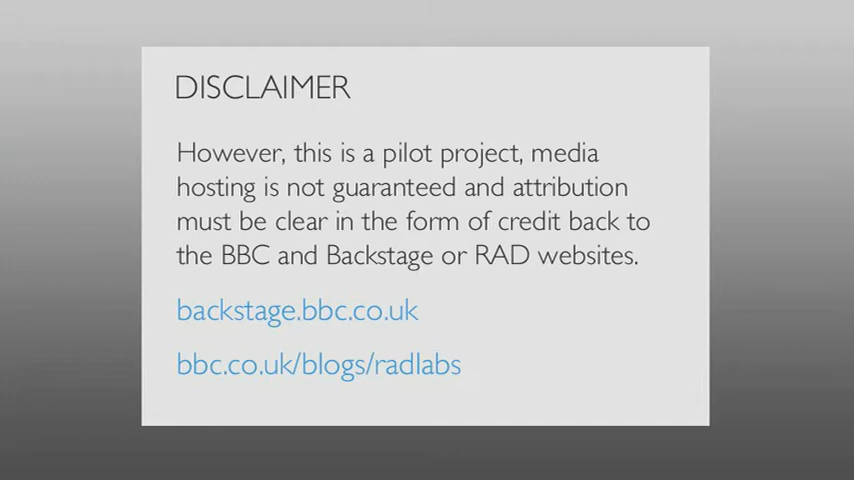 DISCLAIMER
However, this is a pilot project, media
hosting is not guaranteed and attribution
must be clear in the form of credit back to
the BBC and Backstage or RAD websites.
backstage.bbc.co.uk
bbc.co.uk/blogs/radlabs